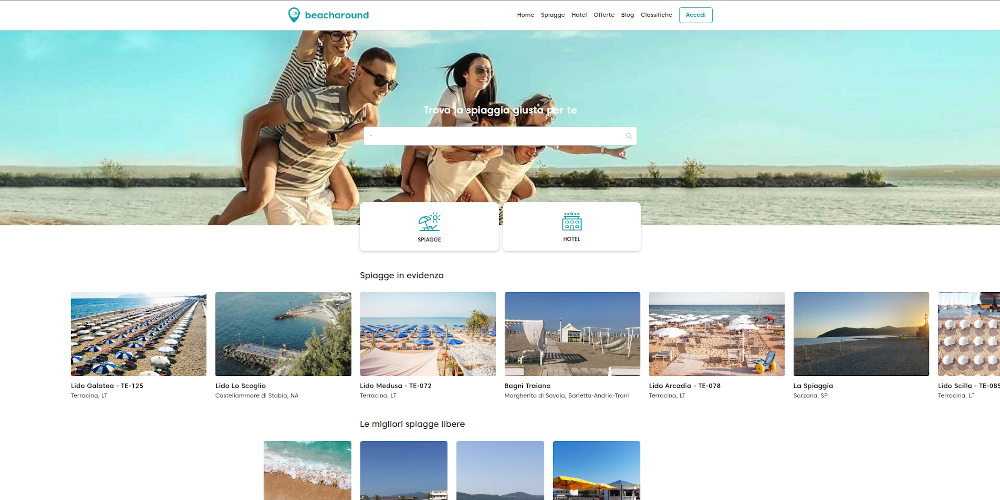 beacharound
Home Spiagge Hotel Offerte Blog Classifiche Accedi
Trova la spiaggia giusta per te
SPIAGGE
HOTEL
Spiagge in evidenza
Lido Galatea - TE-125
Terracina, LT
Lido Lo Scoglio
Castellammare di Stabia, NA
Lido Medusa - TE-072
Terracina, LT
Bagni Traiano
Margherita di Savoia, Barletta-Andria-Trani
Lido Arcadia - TE-078
Terracina, LT
La Spiaggia
Sarzana, SP
Lido Scilla - TE-085
Terracina, LT
Le migliori spiagge libere